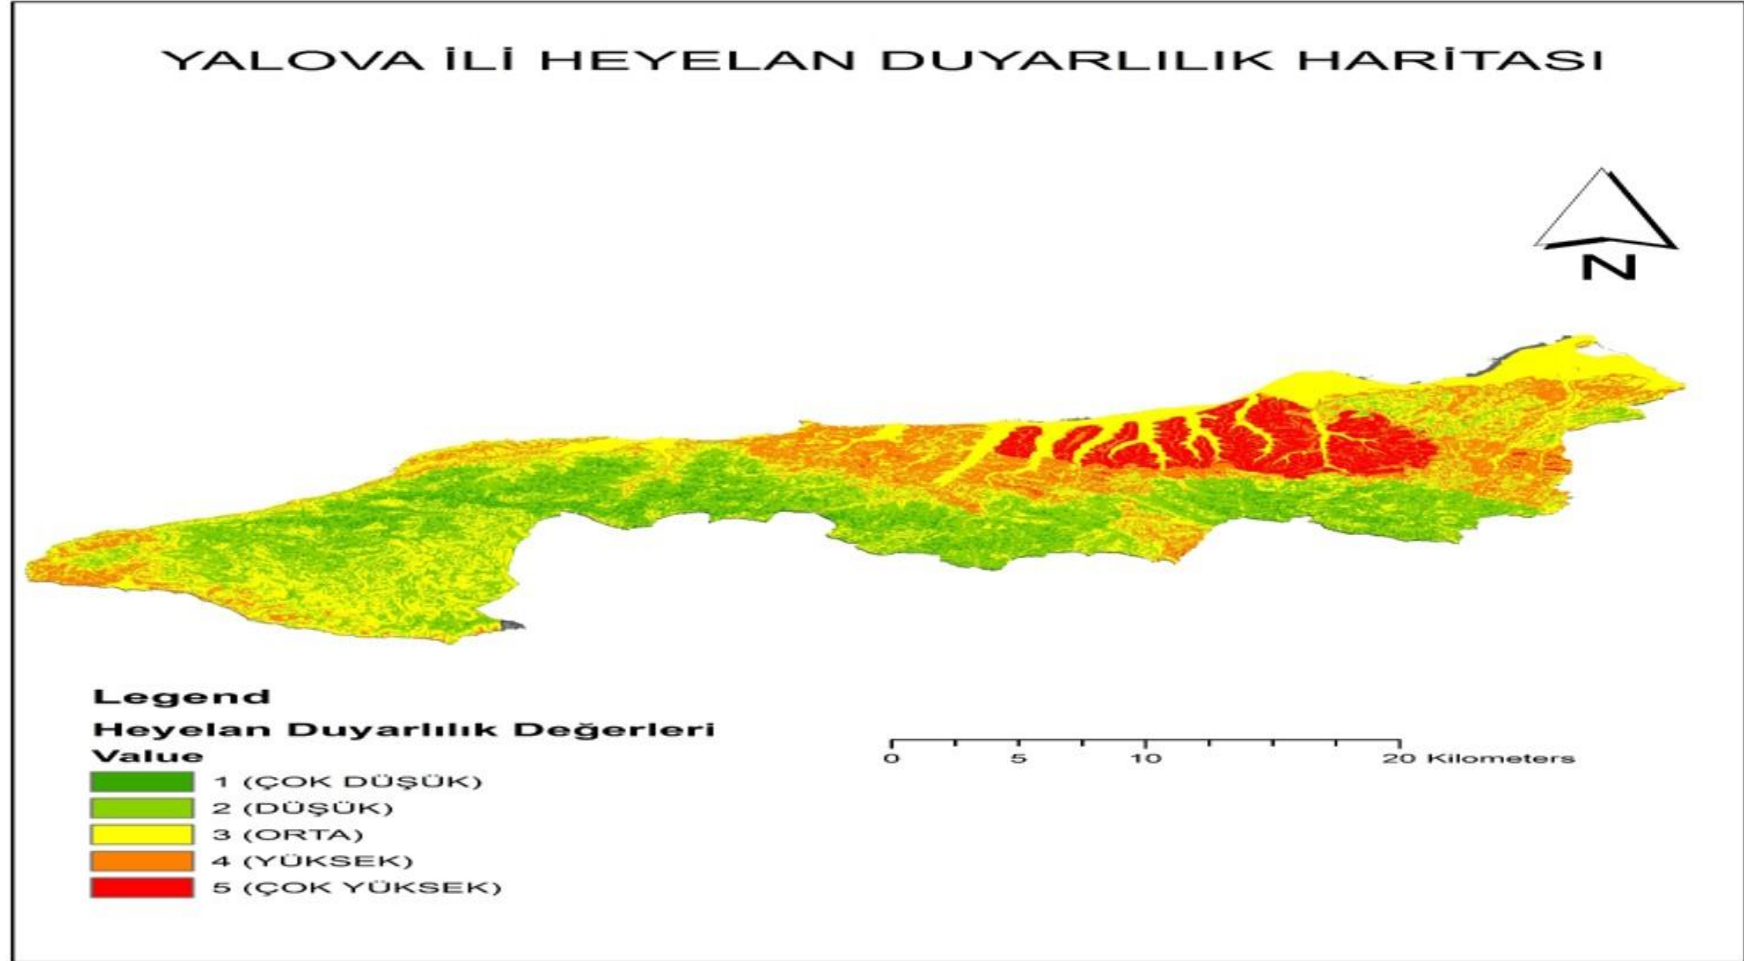 YALOVA İLİ HEYELAN DUYARLILIK HARİTASI
N
Legend
Heyelan Duyarlılık Değerleri
Value
1 (ÇOK DÜŞÜK)
2 (DÜŞÜK)
3 (ORTA)
4 (YÜKSEK)
5 (ÇOK YÜKSEK)
0 5 10 20 Kilometers